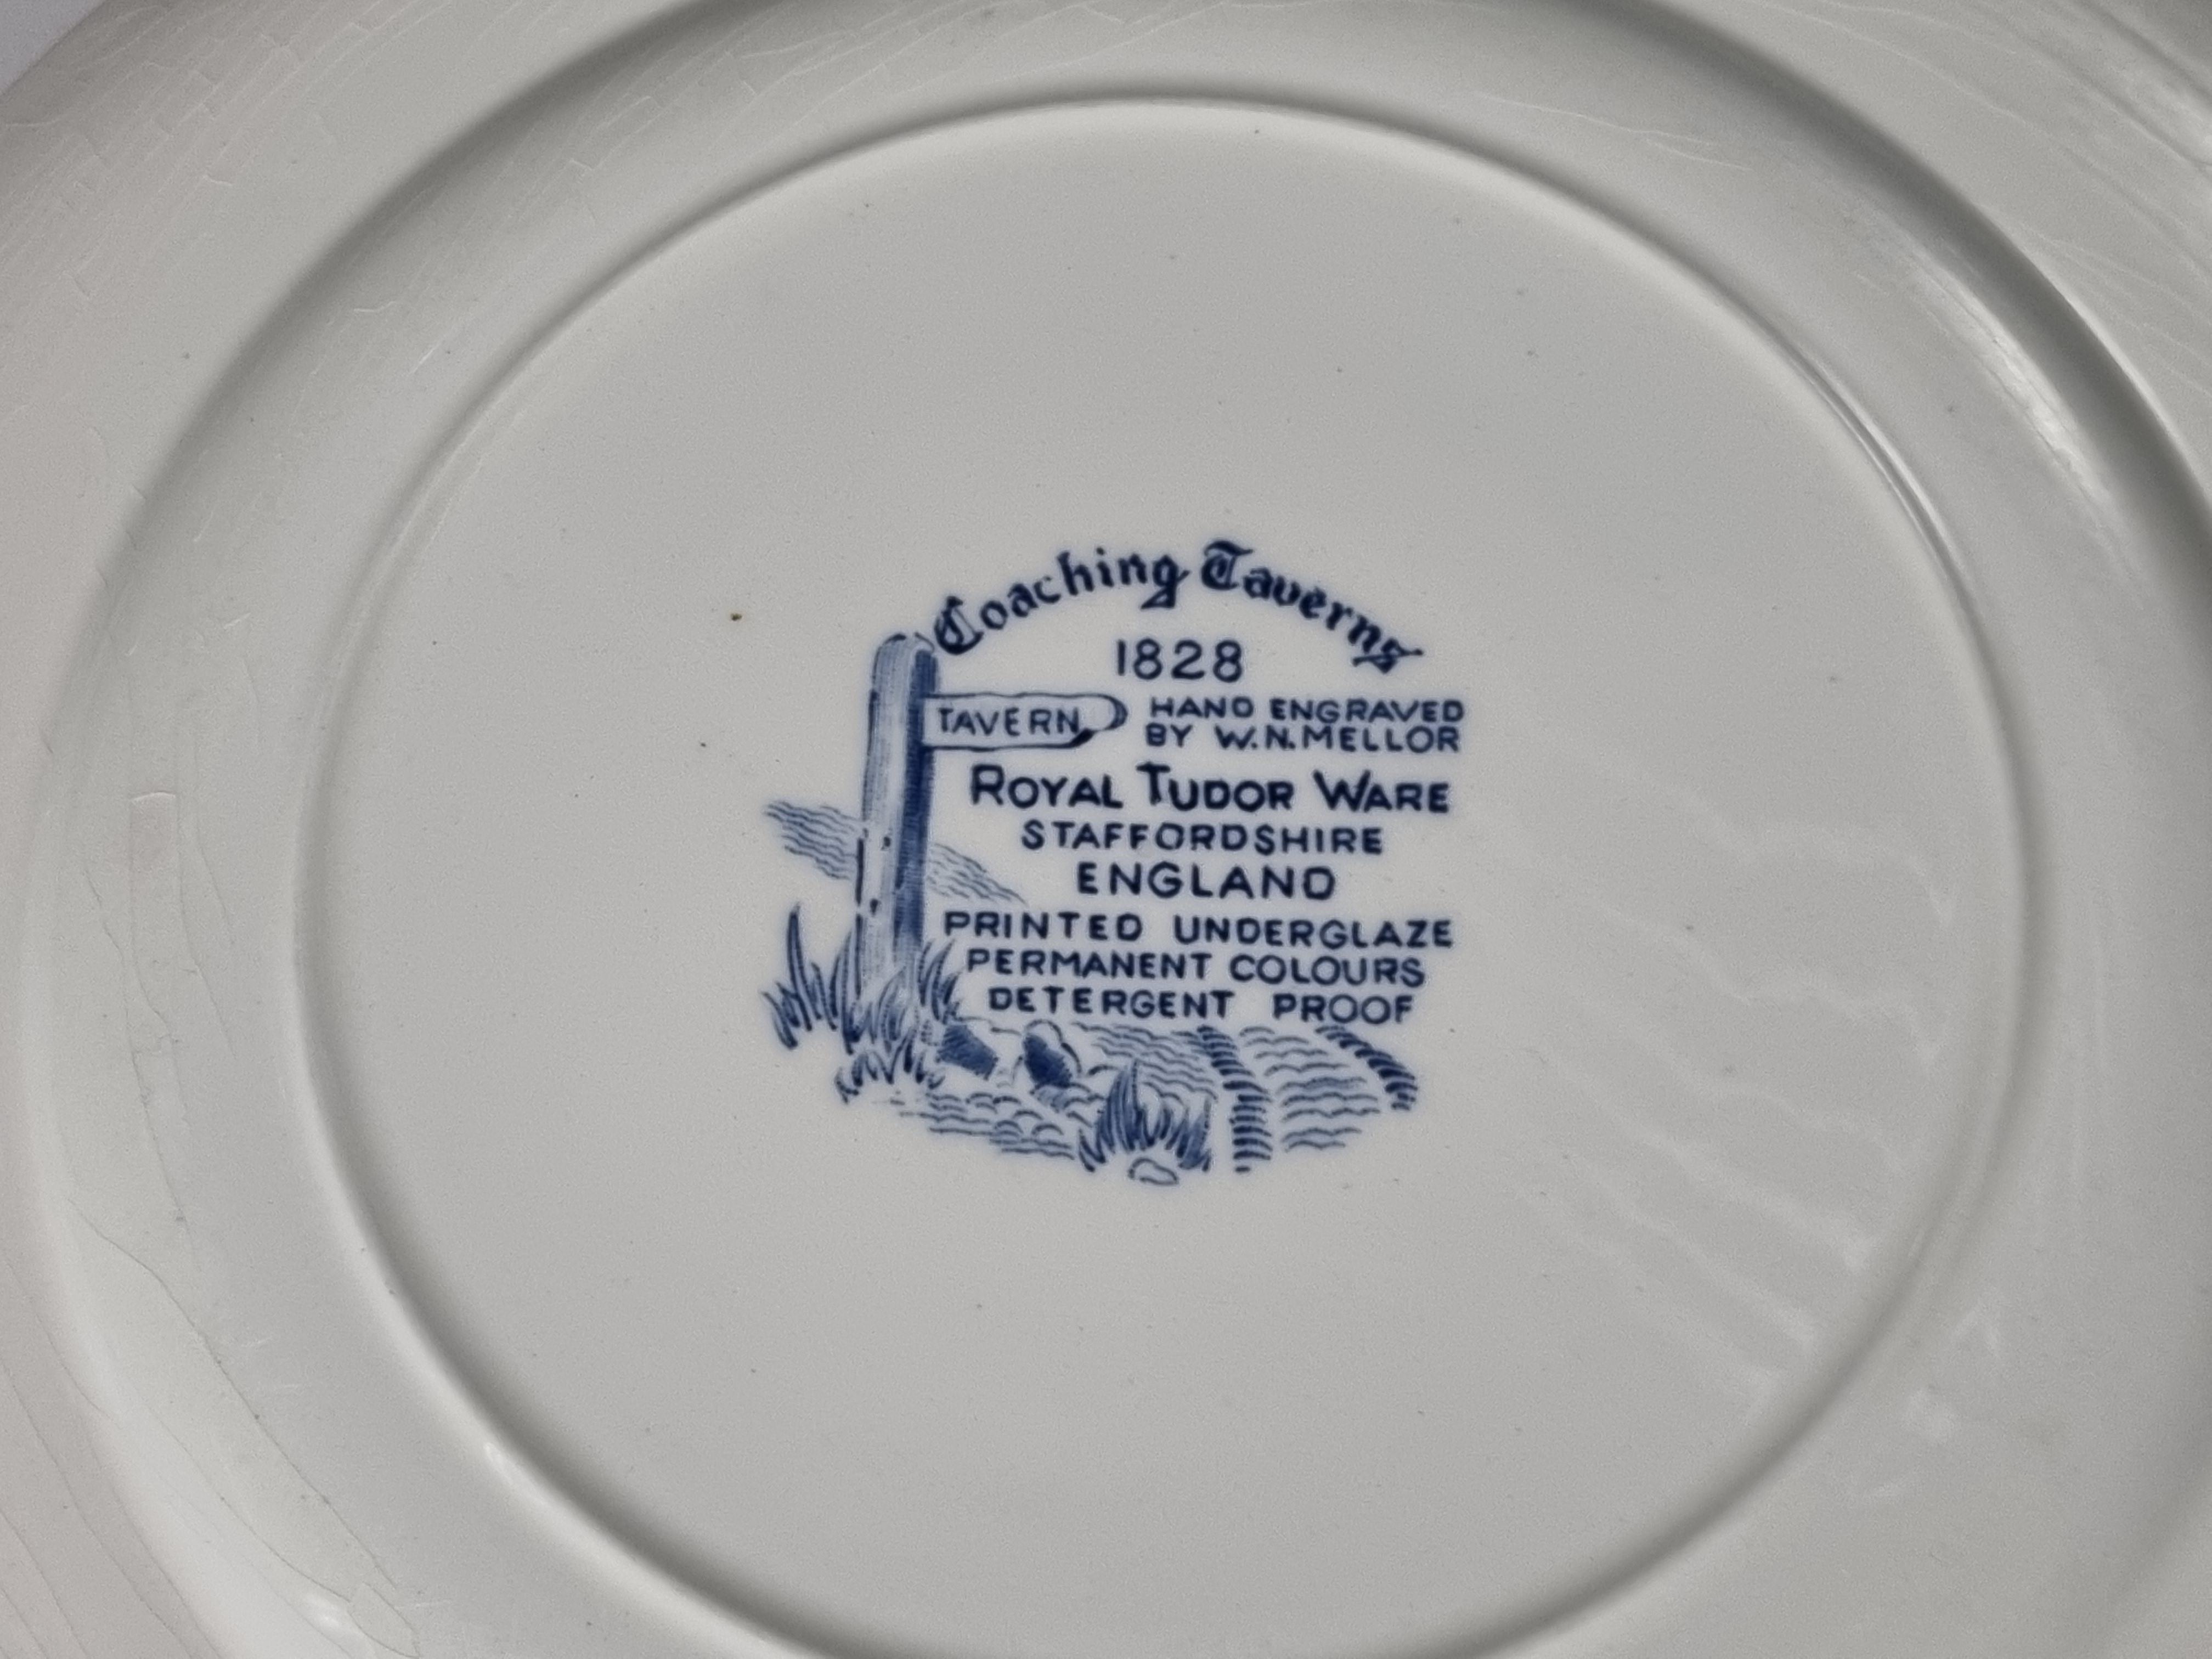 Coaching Taverns
1828
TAVERN
HAND ENGRAVED
BY W.N.MELLOR
ROYAL TUDOR WARE
STAFFORDSHIRE
ENGLAND
PRINTED UNDERGLAZE
PERMANENT COLOURS
DETERGENT PROOF